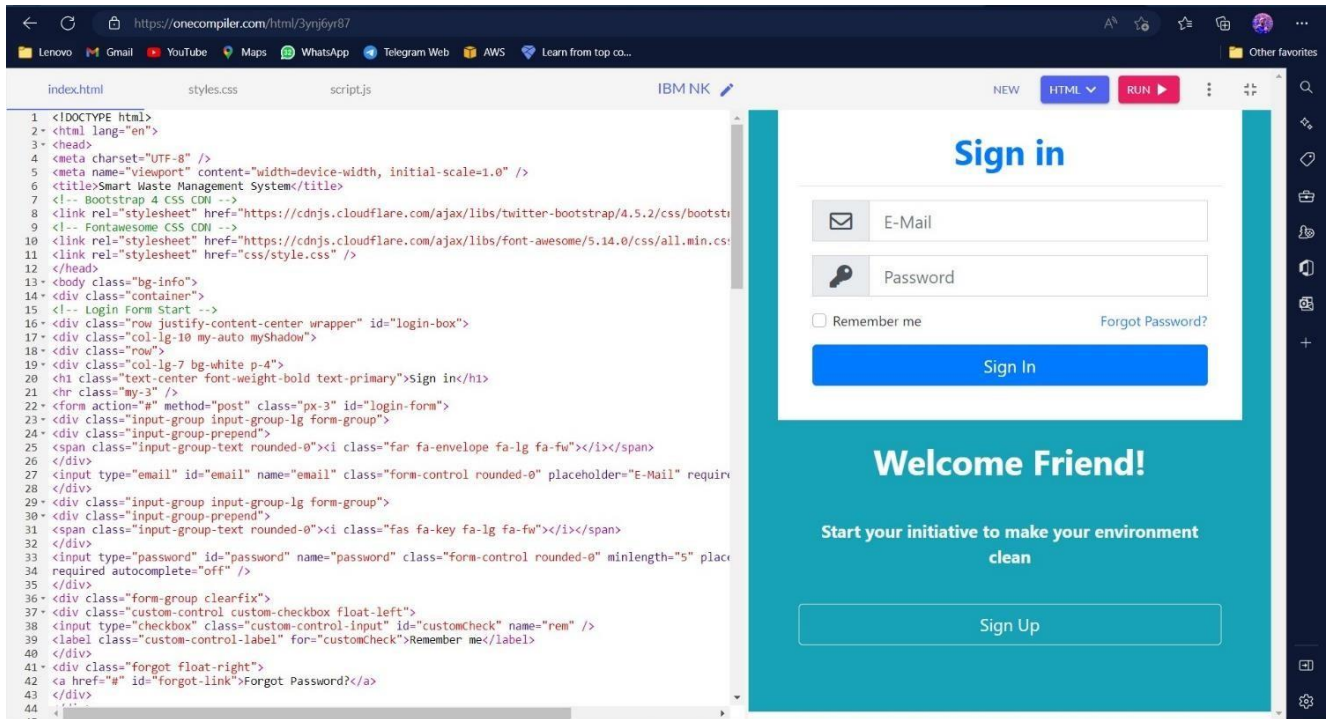 https://onecompiler.com/html/3ynj6yr87
Lenovo Gmail YouTube Maps WhatsApp Telegram Web AWS Learn from top co... Other favorites
index.html styles.css script.js IBM NK NEW HTML RUN
1 <!DOCTYPE html>
2 <html lang="en">
3 <head>
4 <meta charset="UTF-8" />
5 <meta name="viewport" content="width=device-width, initial-scale=1.0" />
6 <title>Smart Waste Management System</title>
7 <!-- Bootstrap 4 CSS CDN -->
8 <link rel="stylesheet" href="https://cdnjs.cloudflare.com/ajax/libs/twitter-bootstrap/4.5.2/css/bootst
9 <!-- Fontawesome CSS CDN -->
10 <link rel="stylesheet" href="https://cdnjs.cloudflare.com/ajax/libs/font-awesome/5.14.0/css/all.min.cs
11 <link rel="stylesheet" href="css/style.css" />
12 </head>
13 <body class="bg-info">
14 <div class="container">
15 <!-- Login Form Start -->
16 <div class="row justify-content-center wrapper" id="login-box">
17 <div class="col-lg-10 my-auto myShadow">
18 <div class="row">
19 <div class="col-lg-7 bg-white p-4">
20 <h1 class="text-center font-weight-bold text-primary">Sign in</h1>
21 <hr class="my-3" />
22 <form action="#" method="post" class="px-3" id="login-form">
23 <div class="input-group input-group-lg form-group">
24 <div class="input-group-prepend">
25 <span class="input-group-text rounded-0"><i class="far fa-envelope fa-lg fa-fw"></i></span>
26 </div>
27 <input type="email" id="email" name="email" class="form-control rounded-0" placeholder="E-Mail" require
28 </div>
29 <div class="input-group input-group-lg form-group">
30 <div class="input-group-prepend">
31 <span class="input-group-text rounded-0"><i class="fas fa-key fa-lg fa-fw"></i></span>
32 </div>
33 <input type="password" id="password" name="password" class="form-control rounded-0" minlength="5" place
34 required autocomplete="off" />
35 </div>
36 <div class="form-group clearfix">
37 <div class="custom-control custom-checkbox float-left">
38 <input type="checkbox" class="custom-control-input" id="customCheck" name="rem" />
39 <label class="custom-control-label" for="customCheck">Remember me</label>
40 </div>
41 <div class="forgot float-right">
42 <a href="#" id="forgot-link">Forgot Password?</a>
43 </div>
44
Sign in
E-Mail
Password
Remember me Forgot Password?
Sign In
Welcome Friend!
Start your initiative to make your environment
clean
Sign Up